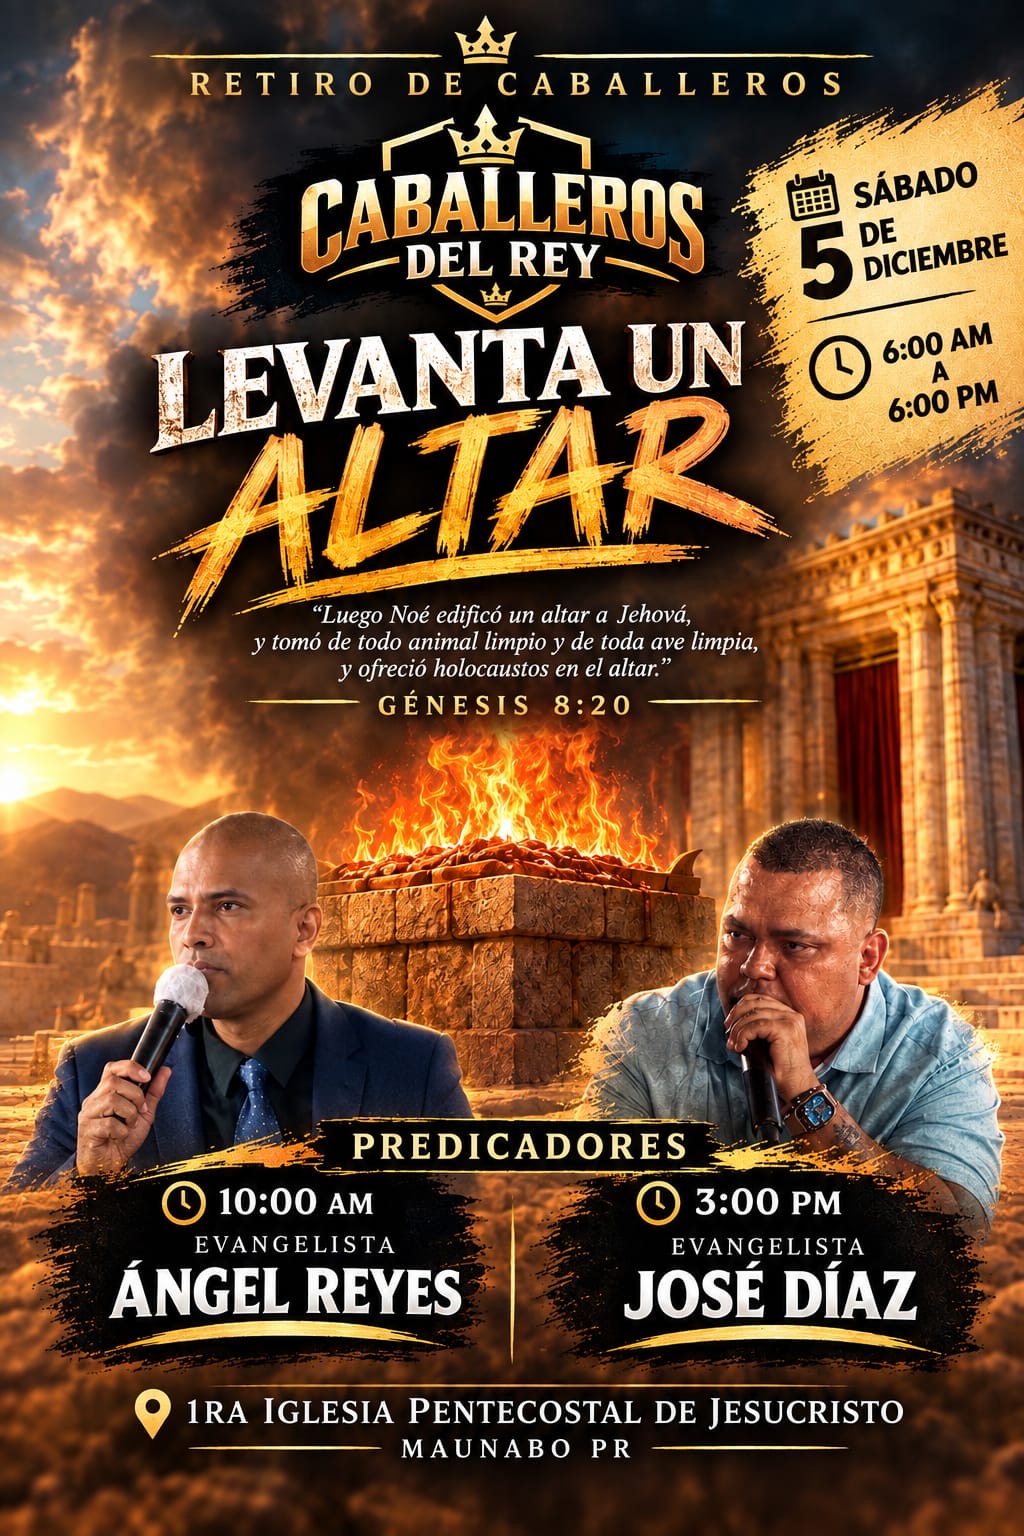 RETIRO DE CABALLEROS
CABALLEROS
DEL REY
SÁBADO
5 DE
DICIEMBRE
6:00 AM
A
6:00 PM
LEVANTA UN
ALTAR
“Luego Noé edificó un altar a Jehová,
y tomó de todo animal limpio y de toda ave limpia,
y ofreció holocaustos en el altar.”
GÉNESIS 8:20
PREDICADORES
10:00 AM
EVANGELISTA
ÁNGEL REYES
3:00 PM
EVANGELISTA
JOSÉ DÍAZ
1RA IGLESIA PENTECOSTAL DE JESUCRISTO
MAUNABO PR